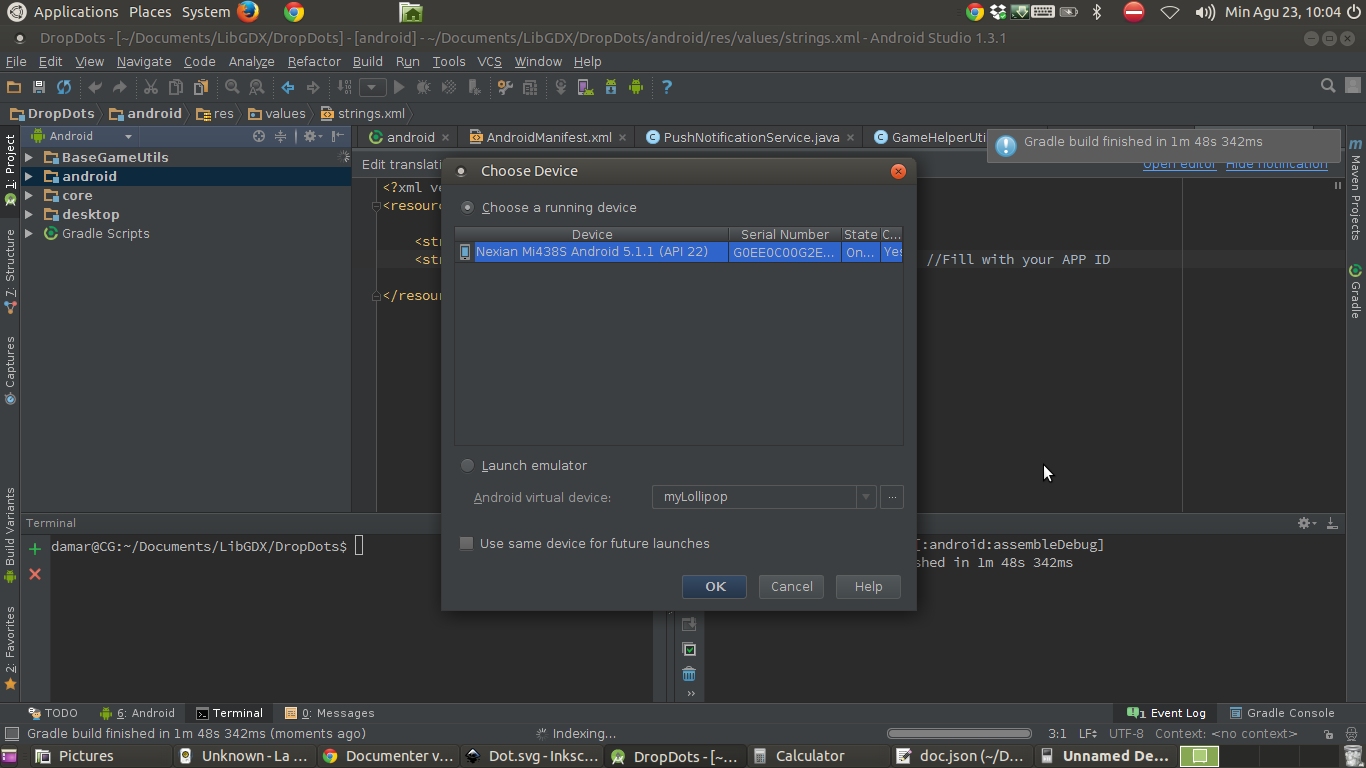 Applications Places System Min Agu 23, 10:04
DropDots - [~/Documents/LibGDX/DropDots] - [android] - ~/Documents/LibGDX/DropDots/android/res/values/strings.xml - Android Studio 1.3.1
File Edit View Navigate Code Analyze Refactor Build Run Tools VCS Window Help
DropDots android res values strings.xml
Android
android AndroidManifest.xml PushNotificationService.java GameHelperUti
Gradle build finished in 1m 48s 342ms
Edit translati
Open editor Hide notification
1: Project
7: Structure
Captures
Build Variants
2: Favorites
BaseGameUtils
android
core
desktop
Gradle Scripts
<?xml ve
<resour
<st
<st //Fill with your APP ID
</resour
Maven Projects
Gradle
Choose Device
Choose a running device
Device Serial Number State C...
Nexian Mi438S Android 5.1.1 (API 22) G0EE0C00G2E... On... Yes
Launch emulator
Android virtual device: myLollipop ...
Use same device for future launches
OK Cancel Help
Terminal
damar@CG:~/Documents/LibGDX/DropDots$
[:android:assembleDebug]
shed in 1m 48s 342ms
TODO 6: Android Terminal 0: Messages 1 Event Log Gradle Console
Gradle build finished in 1m 48s 342ms (moments ago) Indexing... 3:1 LF UTF-8 Context: <no context>
Pictures Unknown - La ... Documenter v... Dot.svg - Inksc... DropDots - [~... Calculator doc.json (~/D... Unnamed De...